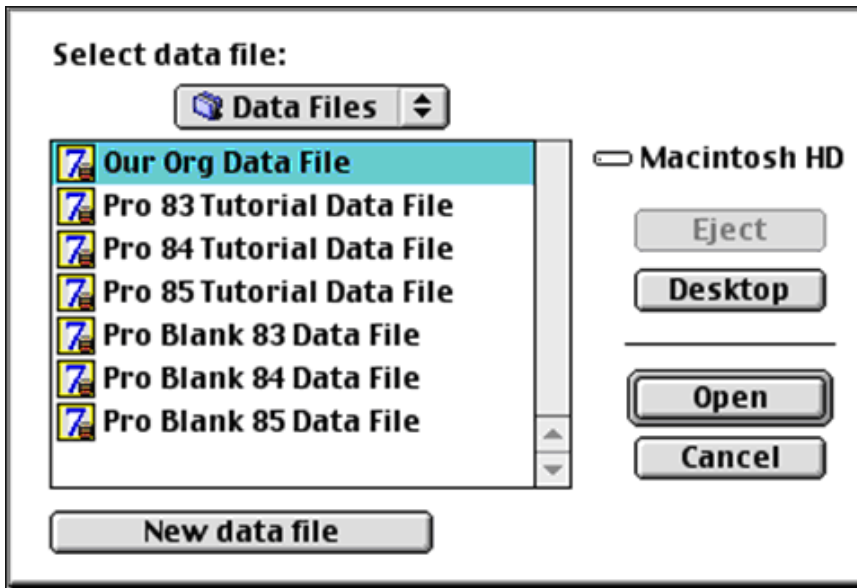 Select data file:
Data Files
Our Org Data File
Pro 83 Tutorial Data File
Pro 84 Tutorial Data File
Pro 85 Tutorial Data File
Pro Blank 83 Data File
Pro Blank 84 Data File
Pro Blank 85 Data File
Macintosh HD
Eject
Desktop
Open
Cancel
New data file